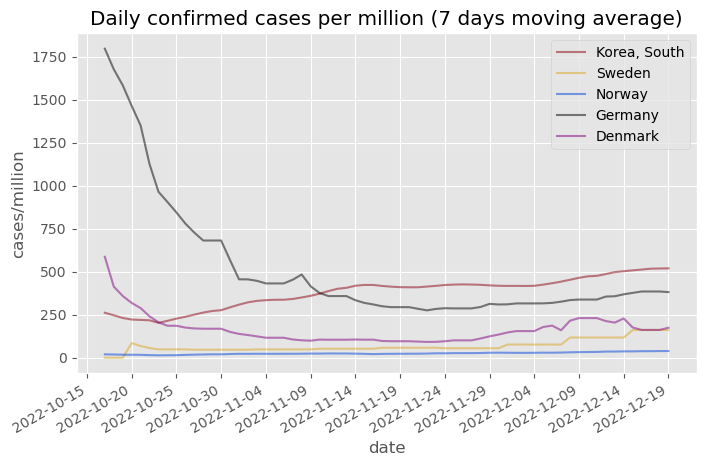 Daily confirmed cases per million (7 days moving average)
Korea, South
Sweden
Norway
Germany
Denmark
cases/million
1750
1500
1250
1000
750
500
250
0
2022-10-15
2022-10-20
2022-10-25
2022-10-30
2022-11-04
2022-11-09
2022-11-14
2022-11-19
2022-11-24
2022-11-29
2022-12-04
2022-12-09
2022-12-14
2022-12-19
date